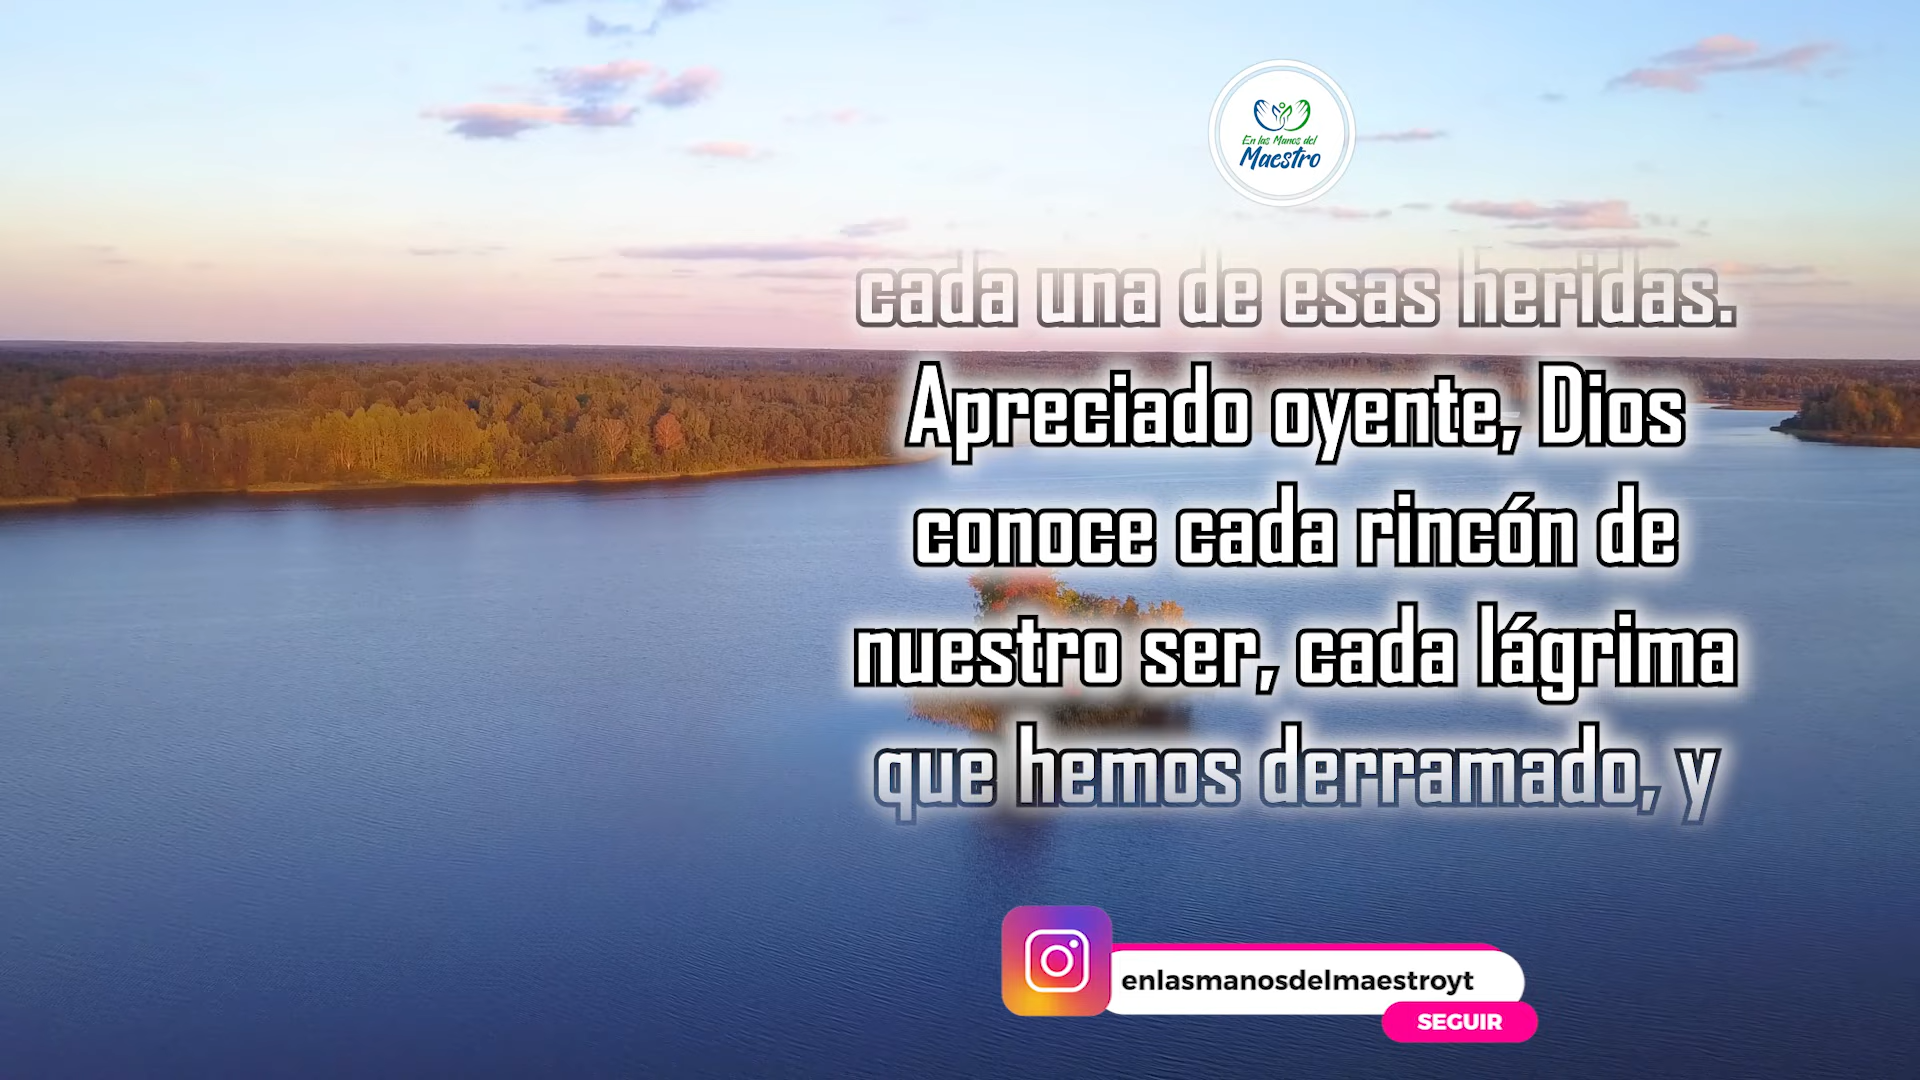 En las Manos del
Maestro
cada una de esas heridas.
Apreciado oyente, Dios
conoce cada rincón de
nuestro ser, cada lágrima
que hemos derramado, y
enlasmanosdelmaestroyt
SEGUIR